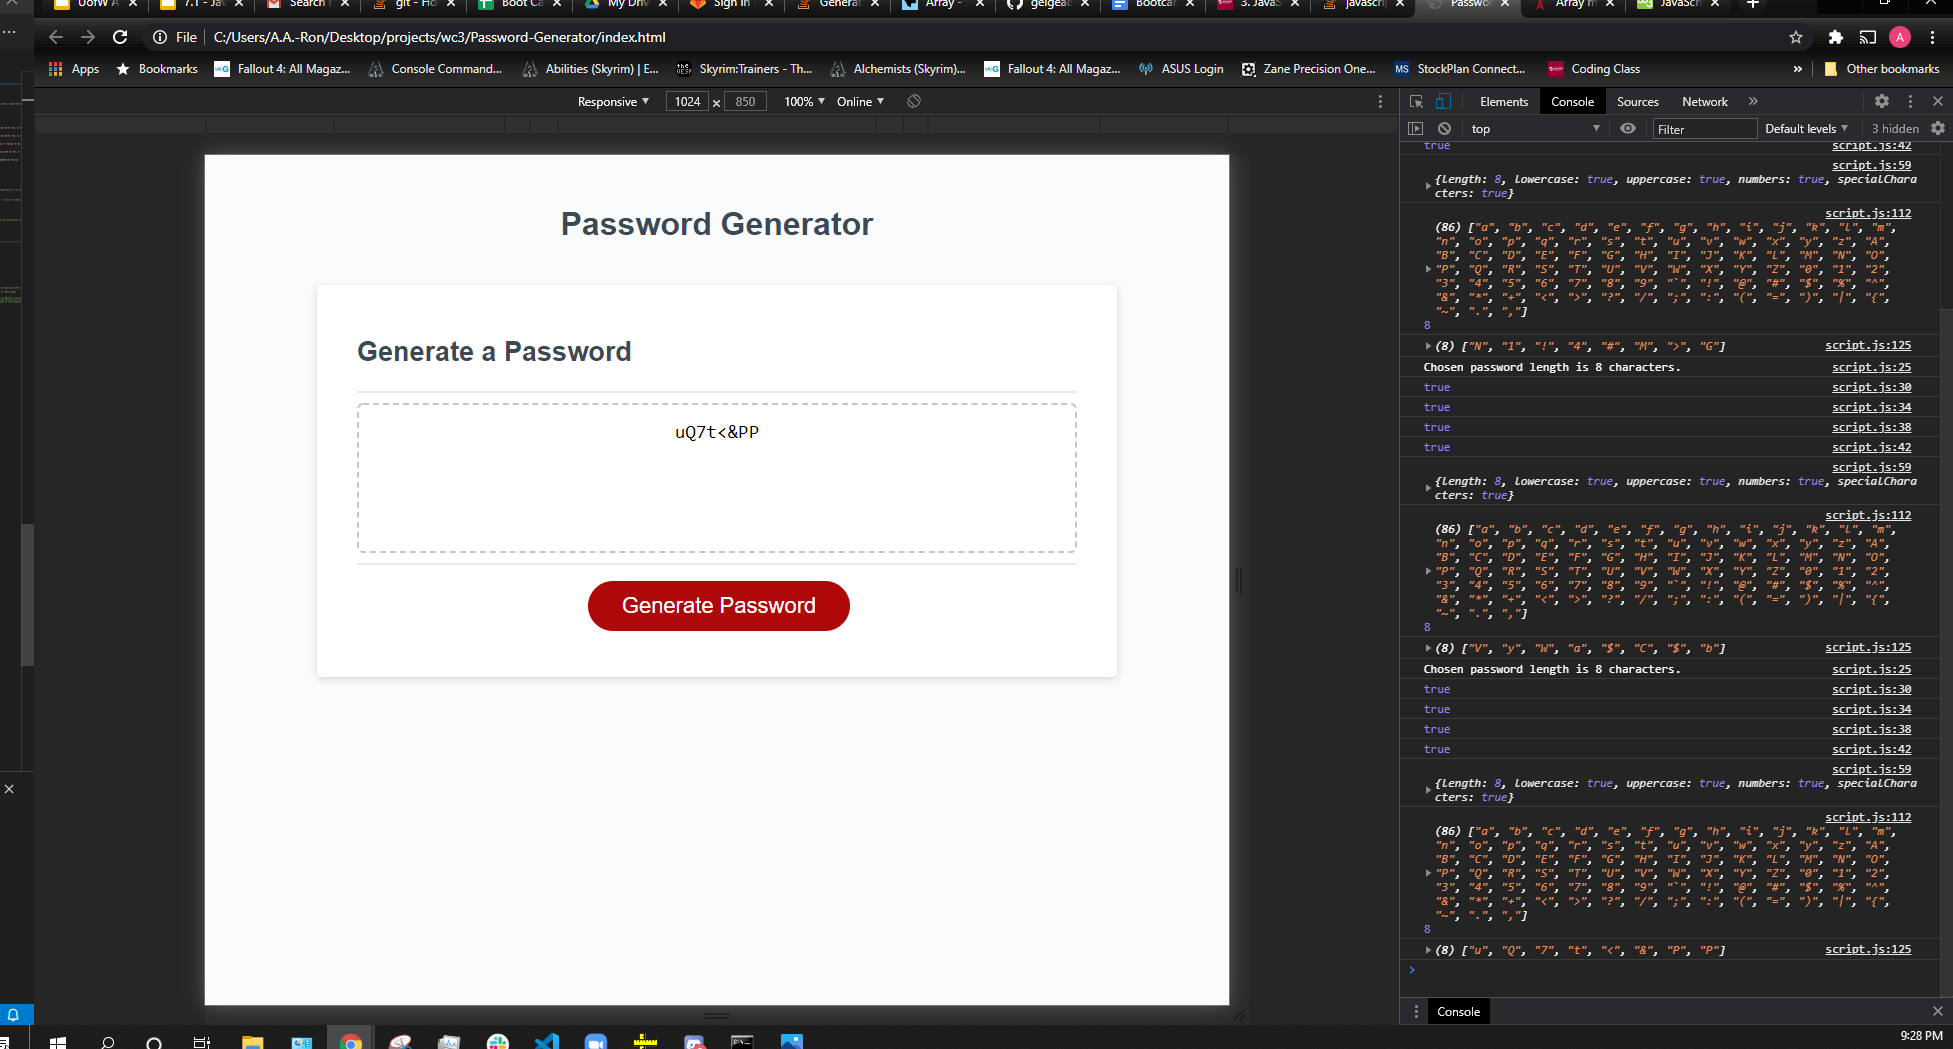 UofW A
7.1 - Jav
Search r
git - Ho
Boot Ca
My Driv
Sign in ·
Generat
Array -
geigea8
Bootcar
3. JavaS
javascri
Passwo
Array m
JavaScri
File
C:/Users/A.A.-Ron/Desktop/projects/wc3/Password-Generator/index.html
A
Apps
Bookmarks
Fallout 4: All Magaz...
Console Command...
Abilities (Skyrim) | E...
Skyrim:Trainers - Th...
Alchemists (Skyrim)...
Fallout 4: All Magaz...
ASUS Login
Zane Precision One...
MS StockPlan Connect...
Coding Class
»
Other bookmarks
Responsive
1024 x 850
100%
Online
Password Generator
Generate a Password
uQ7t<&PP
Generate Password
Elements
Console
Sources
Network
»
top
Filter
Default levels
3 hidden
true script.js:42
script.js:59
{length: 8, lowercase: true, uppercase: true, numbers: true, specialChara
cters: true}
script.js:112
(86) ["a", "b", "c", "d", "e", "f", "g", "h", "i", "j", "k", "l", "m",
"n", "o", "p", "q", "r", "s", "t", "u", "v", "w", "x", "y", "z", "A",
"B", "C", "D", "E", "F", "G", "H", "I", "J", "K", "L", "M", "N", "O",
"P", "Q", "R", "S", "T", "U", "V", "W", "X", "Y", "Z", "0", "1", "2",
"3", "4", "5", "6", "7", "8", "9", "`", "!", "@", "#", "$", "%", "^",
"&", "*", "+", "<", ">", "?", "/", ";", ":", "(", "=", ")", "|", "{",
"~", ".", ","]
8
(8) ["N", "1", "!", "4", "#", "M", ">", "G"] script.js:125
Chosen password length is 8 characters. script.js:25
true script.js:30
true script.js:34
true script.js:38
true script.js:42
script.js:59
{length: 8, lowercase: true, uppercase: true, numbers: true, specialChara
cters: true}
script.js:112
(86) ["a", "b", "c", "d", "e", "f", "g", "h", "i", "j", "k", "l", "m",
"n", "o", "p", "q", "r", "s", "t", "u", "v", "w", "x", "y", "z", "A",
"B", "C", "D", "E", "F", "G", "H", "I", "J", "K", "L", "M", "N", "O",
"P", "Q", "R", "S", "T", "U", "V", "W", "X", "Y", "Z", "0", "1", "2",
"3", "4", "5", "6", "7", "8", "9", "`", "!", "@", "#", "$", "%", "^",
"&", "*", "+", "<", ">", "?", "/", ";", ":", "(", "=", ")", "|", "{",
"~", ".", ","]
8
(8) ["V", "y", "W", "a", "$", "C", "$", "b"] script.js:125
Chosen password length is 8 characters. script.js:25
true script.js:30
true script.js:34
true script.js:38
true script.js:42
script.js:59
{length: 8, lowercase: true, uppercase: true, numbers: true, specialChara
cters: true}
script.js:112
(86) ["a", "b", "c", "d", "e", "f", "g", "h", "i", "j", "k", "l", "m",
"n", "o", "p", "q", "r", "s", "t", "u", "v", "w", "x", "y", "z", "A",
"B", "C", "D", "E", "F", "G", "H", "I", "J", "K", "L", "M", "N", "O",
"P", "Q", "R", "S", "T", "U", "V", "W", "X", "Y", "Z", "0", "1", "2",
"3", "4", "5", "6", "7", "8", "9", "`", "!", "@", "#", "$", "%", "^",
"&", "*", "+", "<", ">", "?", "/", ";", ":", "(", "=", ")", "|", "{",
"~", ".", ","]
8
(8) ["u", "Q", "7", "t", "<", "&", "P", "P"] script.js:125
Console
9:28 PM